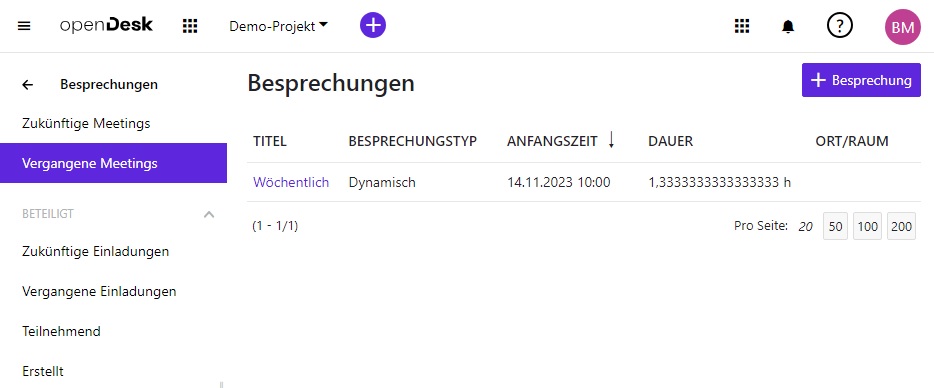 openDesk Demo-Projekt ? BM
Besprechungen
Zukünftige Meetings
Vergangene Meetings
BETEILIGT
Zukünftige Einladungen
Vergangene Einladungen
Teilnehmend
Erstellt
Besprechungen
+ Besprechung
TITEL BESPRECHUNGSTYP ANFANGSZEIT ↓ DAUER ORT/RAUM
Wöchentlich Dynamisch 14.11.2023 10:00 1,3333333333333333 h
(1 - 1/1) Pro Seite: 20 50 100 200